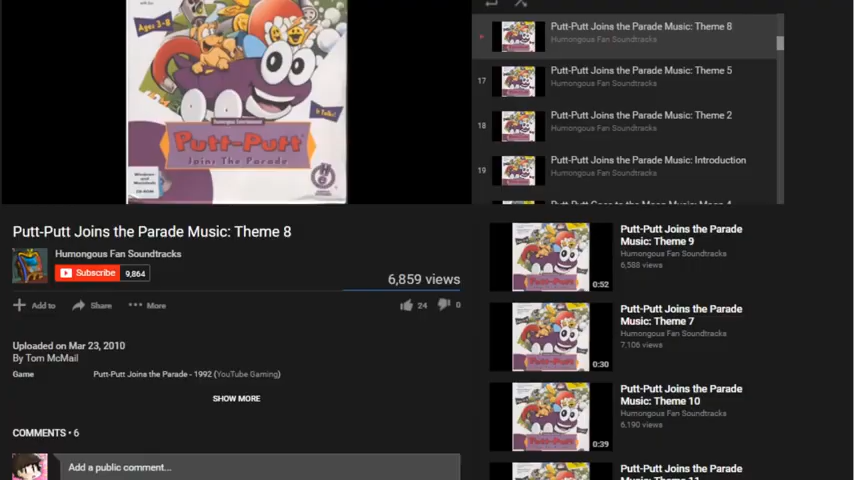 Ages 3-8
Humongous Entertainment
Putt-Putt
Joins The Parade
Putt-Putt Joins the Parade Music: Theme 8
Humongous Fan Soundtracks
17
Putt-Putt Joins the Parade Music: Theme 5
Humongous Fan Soundtracks
18
Putt-Putt Joins the Parade Music: Theme 2
Humongous Fan Soundtracks
19
Putt-Putt Joins the Parade Music: Introduction
Humongous Fan Soundtracks
Putt-Putt Joins the Parade Music: Theme 8
Humongous Fan Soundtracks
Subscribe
9,864
6,859 views
Add to
Share
More
24
0
Uploaded on Mar 23, 2010
By Tom McMail
Game
Putt-Putt Joins the Parade - 1992 (YouTube Gaming)
SHOW MORE
COMMENTS • 6
Add a public comment...
Putt-Putt Joins the Parade
Music: Theme 9
Humongous Fan Soundtracks
6,588 views
0:52
Putt-Putt Joins the Parade
Music: Theme 7
Humongous Fan Soundtracks
7,106 views
0:30
Putt-Putt Joins the Parade
Music: Theme 10
Humongous Fan Soundtracks
6,190 views
0:39
Putt-Putt Joins the Parade